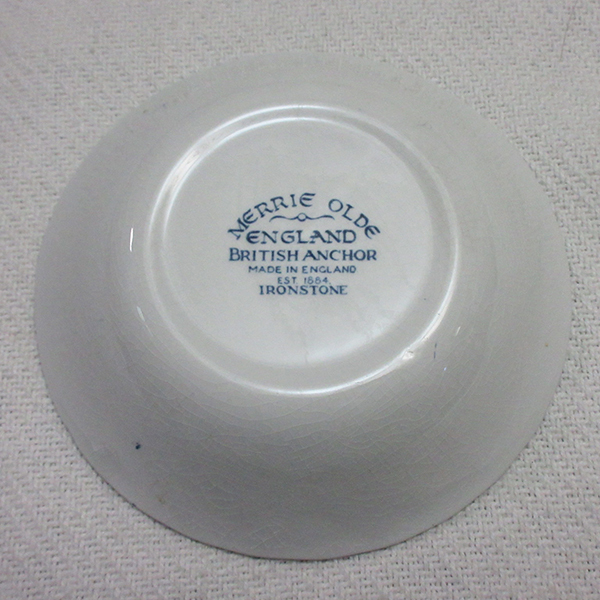 MERRIE OLDE
ENGLAND
BRITISH ANCHOR
MADE IN ENGLAND
EST. 1884.
IRONSTONE